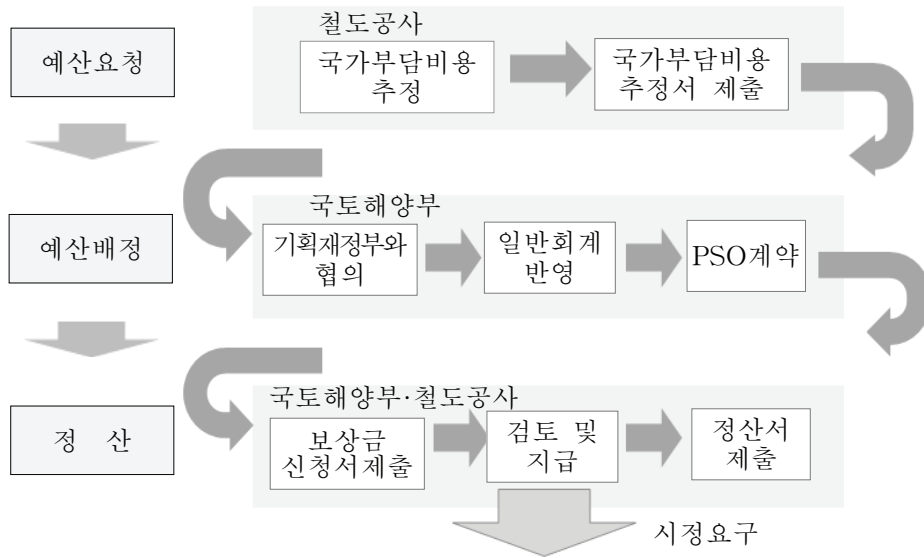 예산요청
철도공사
국가부담비용
추정
국가부담비용
추정서 제출
예산배정
국토해양부
기획재정부와
협의
일반회계
반영
PSO계약
정 산
국토해양부·철도공사
보상금
신청서제출
검토 및
지급
정산서
제출
시정요구